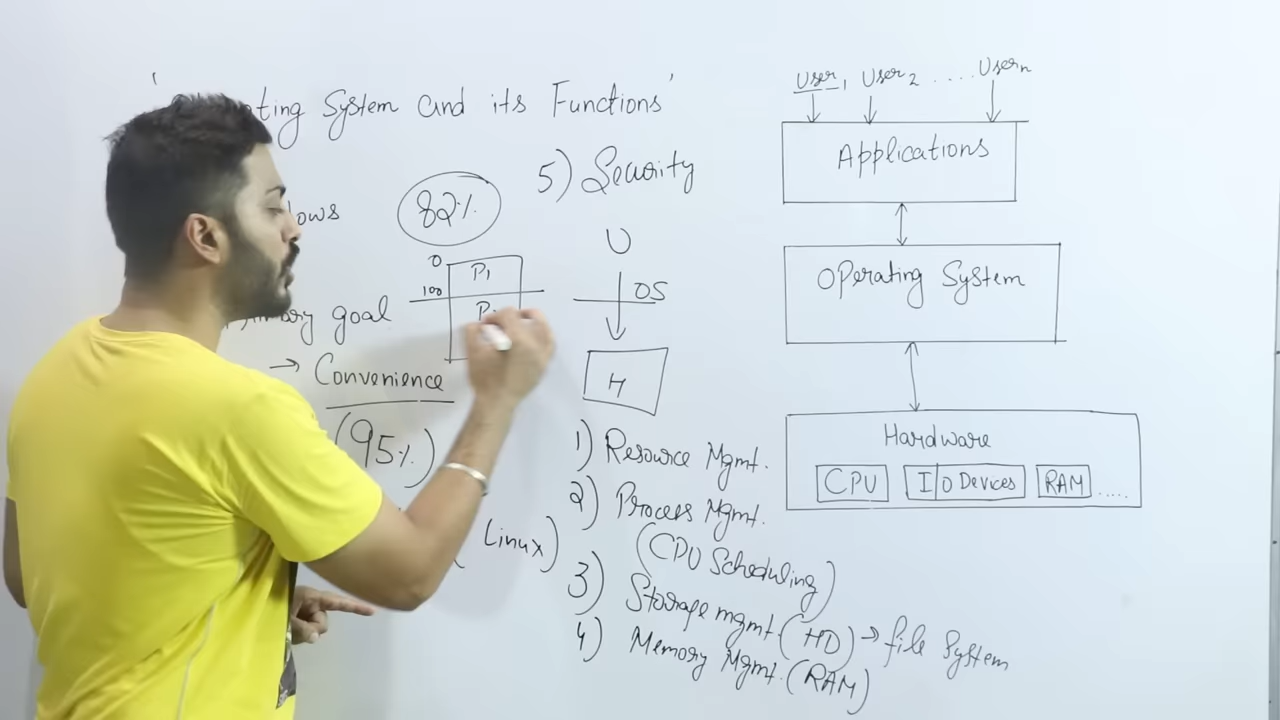 ting System and its Functions
ows
82%
0
100
P1
goal
→ Convenience
(95%)
Linux)
5) Security
U
OS
H
1) Resource Mgmt.
2) Process Mgmt.
(CPU Scheduling)
3) Storage mgmt (HD) → file System
4) Memory Mgmt. (RAM)
User1 User2 ..... Usern
Applications
Operating System
Hardware
CPU I/O Devices RAM .....